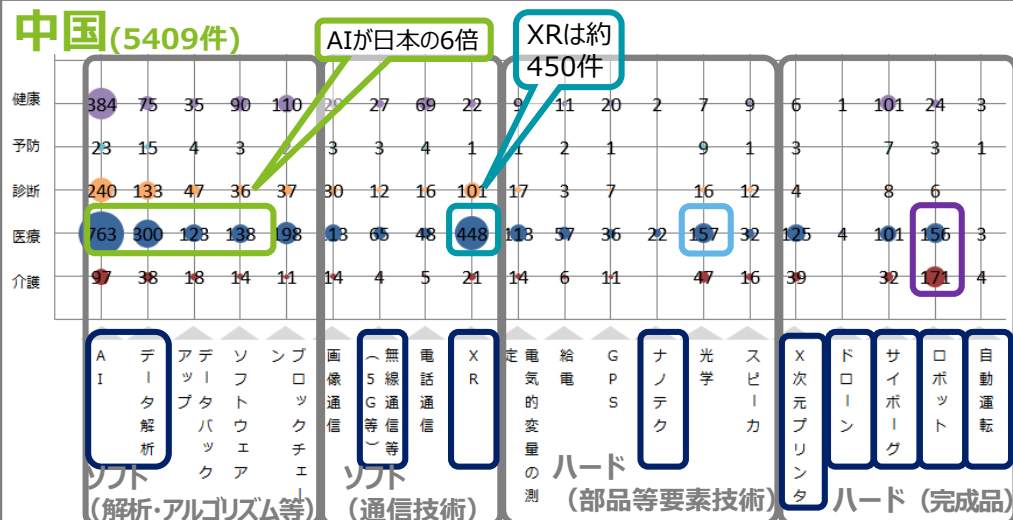 中国(5409件)
AIが日本の6倍
XRは約
450件
健康 384 75 35 90 110 27 69 22 9 11 20 2 7 9 6 1 101 24 3
予防 23 15 4 3 3 3 4 1 1 2 1 9 1 3 7 3 1
診断 240 133 47 36 37 30 12 16 101 17 3 7 16 12 4 8 6
医療 763 300 123 138 198 113 65 48 448 113 57 36 22 157 32 125 4 101 156 3
介護 97 38 18 14 11 14 4 5 21 14 6 11 47 16 39 32 171 4
AI
データ解析
データバックアップ
ソフトウェア
ブロックチェーン
画像通信
無線通信等
(5G等)
電話通信
XR
電気的変量の測定
給電
GPS
ナノテク
光学
スピーカ
X次元プリンタ
ドローン
サイボーグ
ロボット
自動運転
ソフト
(解析・アルゴリズム等)
ソフト
(通信技術)
ハード
(部品等要素技術)
ハード(完成品)